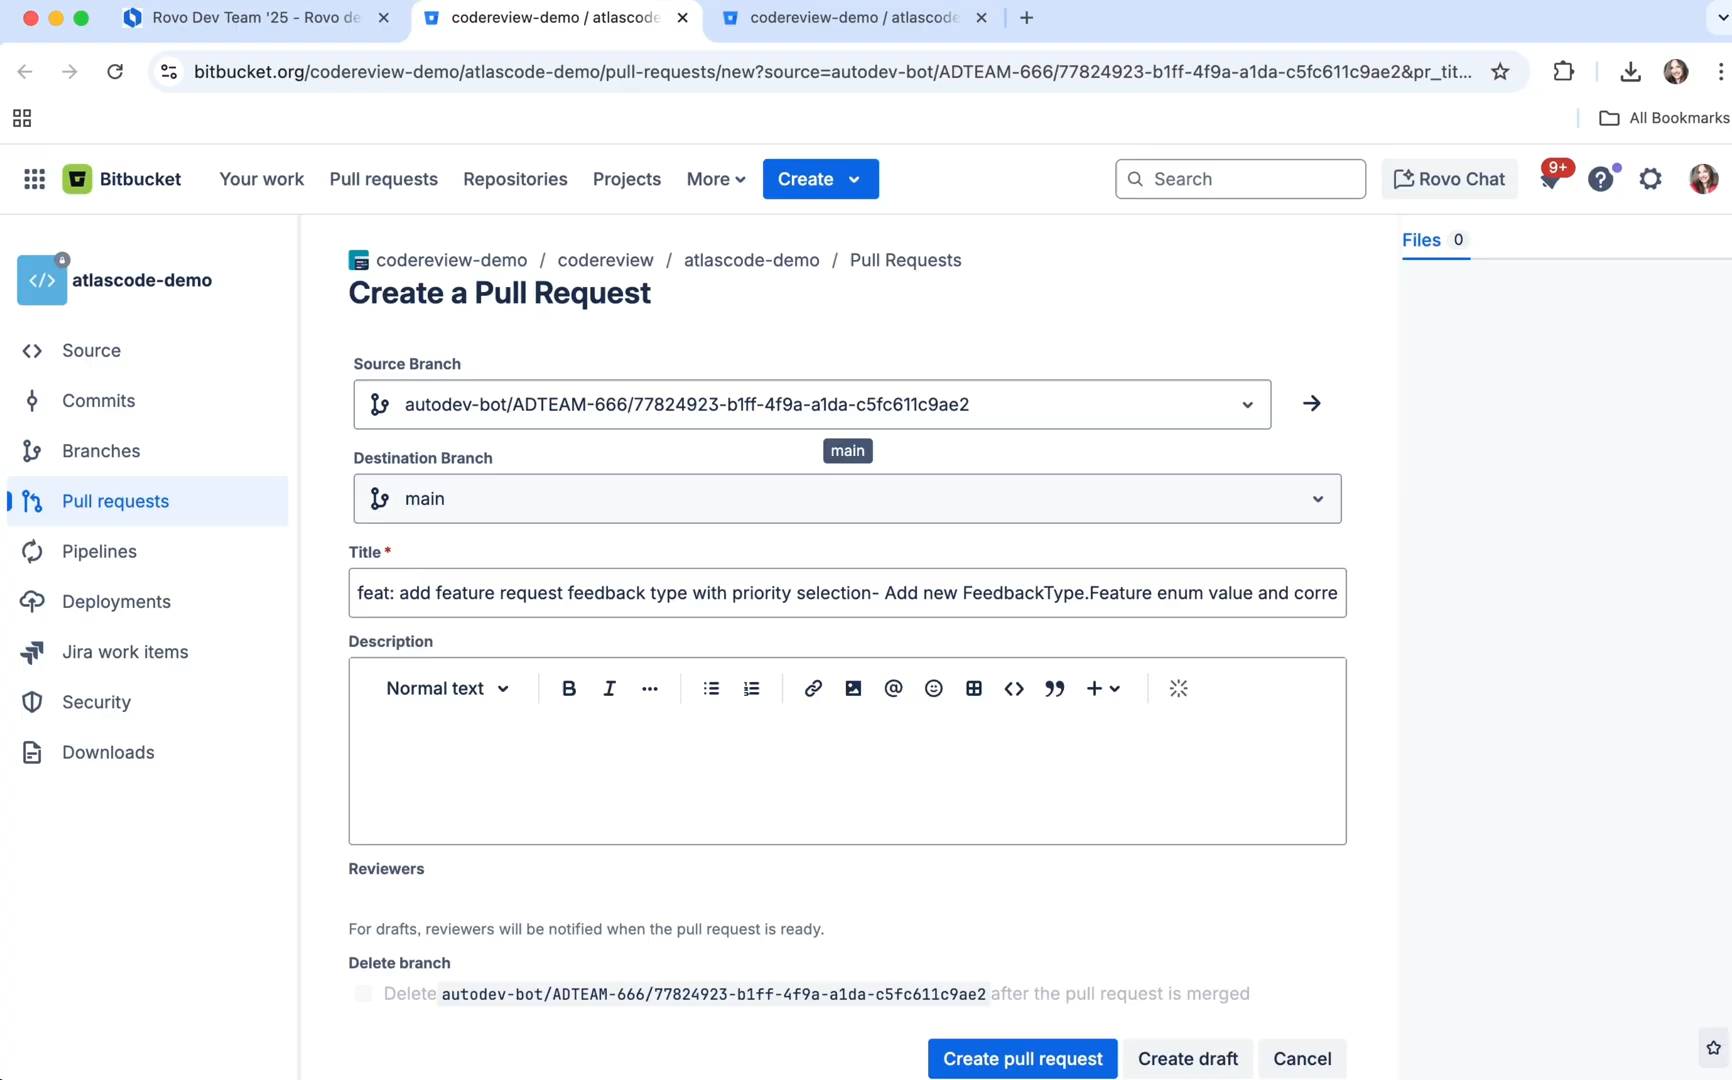 Rovo Dev Team '25 - Rovo de
codereview-demo / atlascode
codereview-demo / atlascode
bitbucket.org/codereview-demo/atlascode-demo/pull-requests/new?source=autodev-bot/ADTEAM-666/77824923-b1ff-4f9a-a1da-c5fc611c9ae2&pr_tit...
All Bookmarks
Bitbucket
Your work
Pull requests
Repositories
Projects
More
Create
Search
Rovo Chat
9+
atlascode-demo
Source
Commits
Branches
Pull requests
Pipelines
Deployments
Jira work items
Security
Downloads
codereview-demo / codereview / atlascode-demo / Pull Requests
Create a Pull Request
Source Branch
autodev-bot/ADTEAM-666/77824923-b1ff-4f9a-a1da-c5fc611c9ae2
main
Destination Branch
main
Title *
feat: add feature request feedback type with priority selection- Add new FeedbackType.Feature enum value and corre
Description
Normal text
Reviewers
For drafts, reviewers will be notified when the pull request is ready.
Delete branch
Delete autodev-bot/ADTEAM-666/77824923-b1ff-4f9a-a1da-c5fc611c9ae2 after the pull request is merged
Create pull request
Create draft
Cancel
Files 0